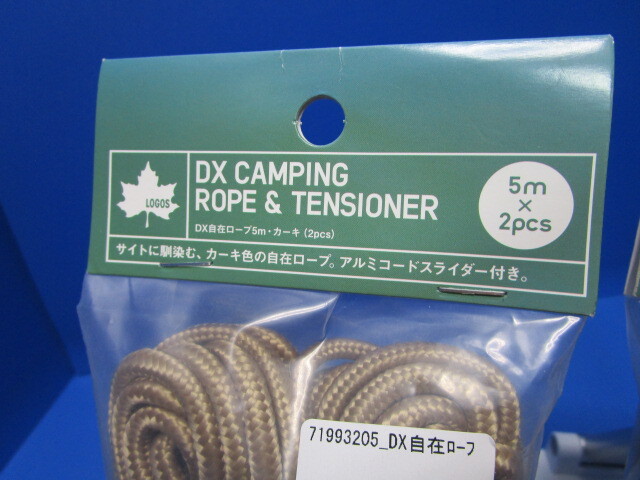 LOGOS
DX CAMPING
ROPE & TENSIONER
DX自在ロープ5m・カーキ (2pcs)
5m
×
2pcs
サイトに馴染む、カーキ色の自在ロープ。アルミコードスライダー付き。
71993205_DX自在ﾛｰﾌ